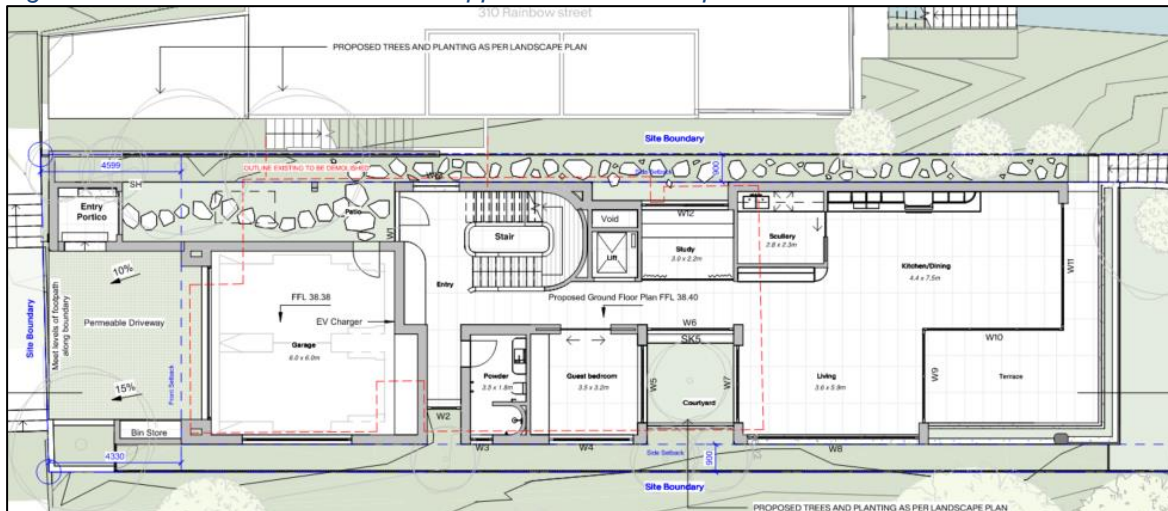 310 Rainbow street
PROPOSED TREES AND PLANTING AS PER LANDSCAPE PLAN
Site Boundary
4599
OUTLINE EXISTING TO BE DEMOLISHED
Side Setback
900
SH
Entry
Portico
Patio
W1
Void
W12
Stair
Lift
Study
3.0 x 2.2m
Scullery
2.8 x 2.3m
Kitchen/Dining
4.4 x 7.5m
W11
10%
FFL 38.38
Entry
Proposed Ground Floor Plan FFL 38.40
Site Boundary
Meet levels of footpath
along boundary
Permeable Driveway
EV Charger
W6
SK5
W10
Garage
6.0 x 6.0m
Front Setback
Powder
3.3 x 1.8m
Guest bedroom
3.5 x 3.2m
W5
W7
Courtyard
Living
3.6 x 5.9m
W9
Terrace
15%
W2
Bin Store
W3
W4
W8
4330
Side Setback
900
Site Boundary
PROPOSED TREES AND PLANTING AS PER LANDSCAPE PLAN